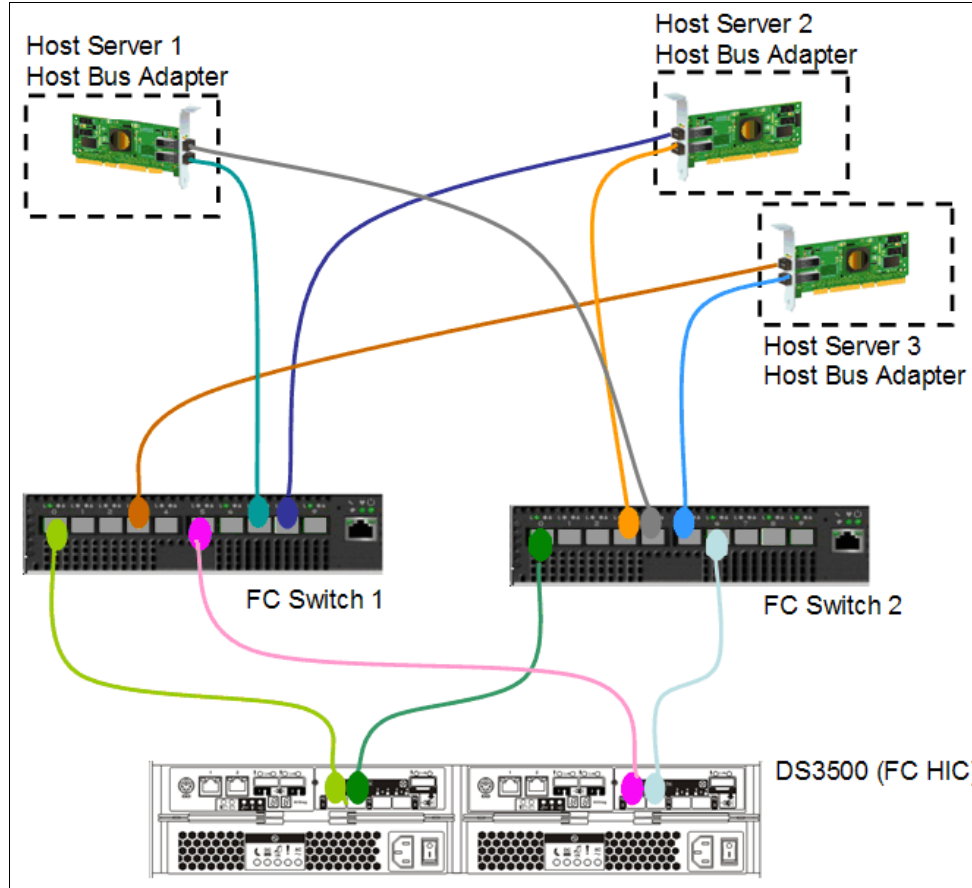 Host Server 1
Host Bus Adapter
Host Server 2
Host Bus Adapter
Host Server 3
Host Bus Adapter
FC Switch 1
FC Switch 2
DS3500 (FC HIC)